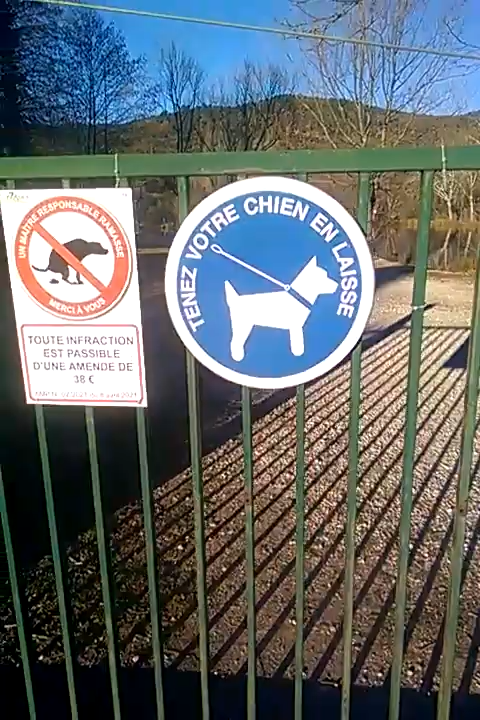 UN MAÎTRE RESPONSABLE RAMASSE
MERCI À VOUS
TOUTE INFRACTION
EST PASSIBLE
D'UNE AMENDE DE
38 €
TENEZ VOTRE CHIEN EN LAISSE